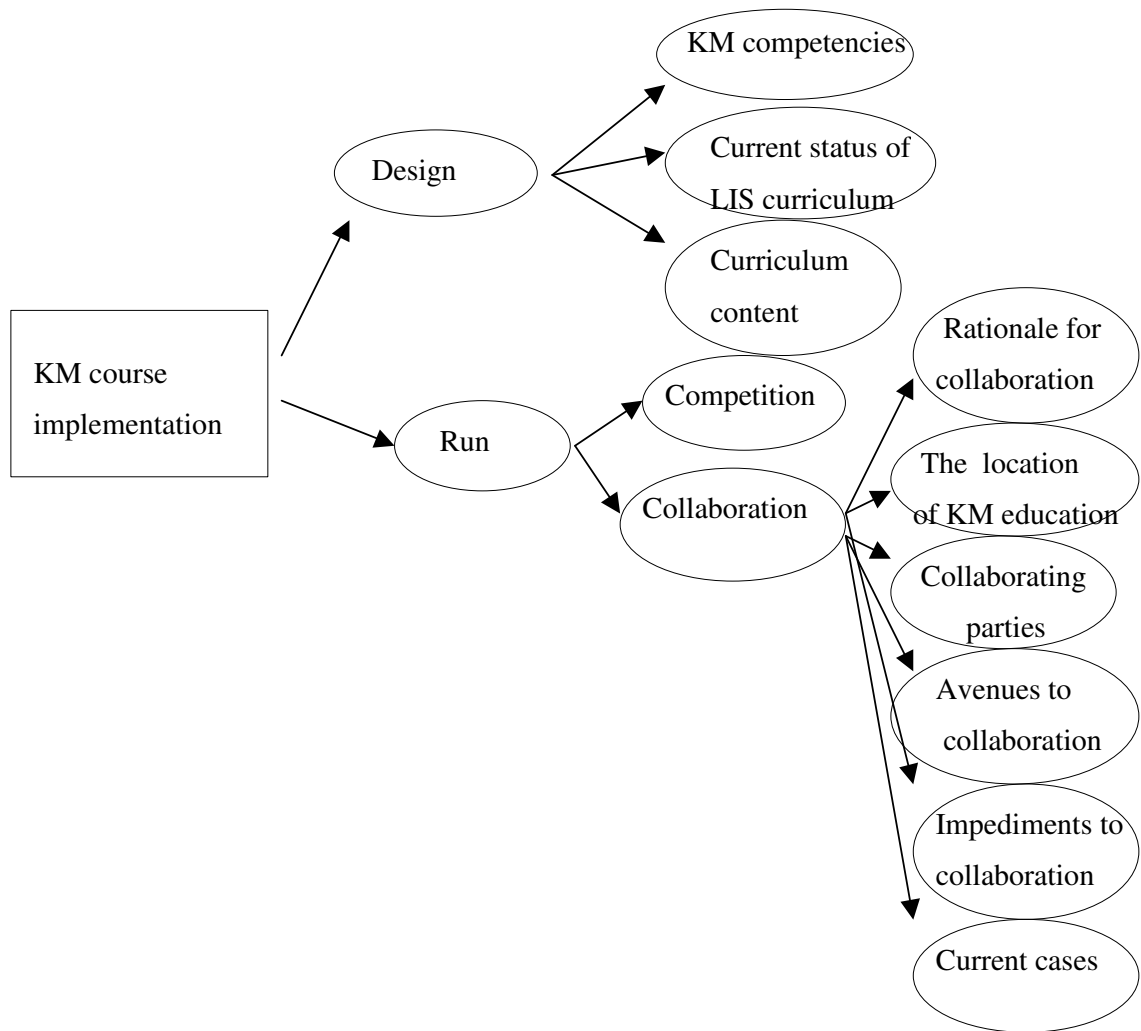 KM competencies
Current status of
LIS curriculum
Design
Curriculum
content
KM course
implementation
Run
Competition
Collaboration
Rationale for
collaboration
The location
of KM education
Collaborating
parties
Avenues to
collaboration
Impediments to
collaboration
Current cases